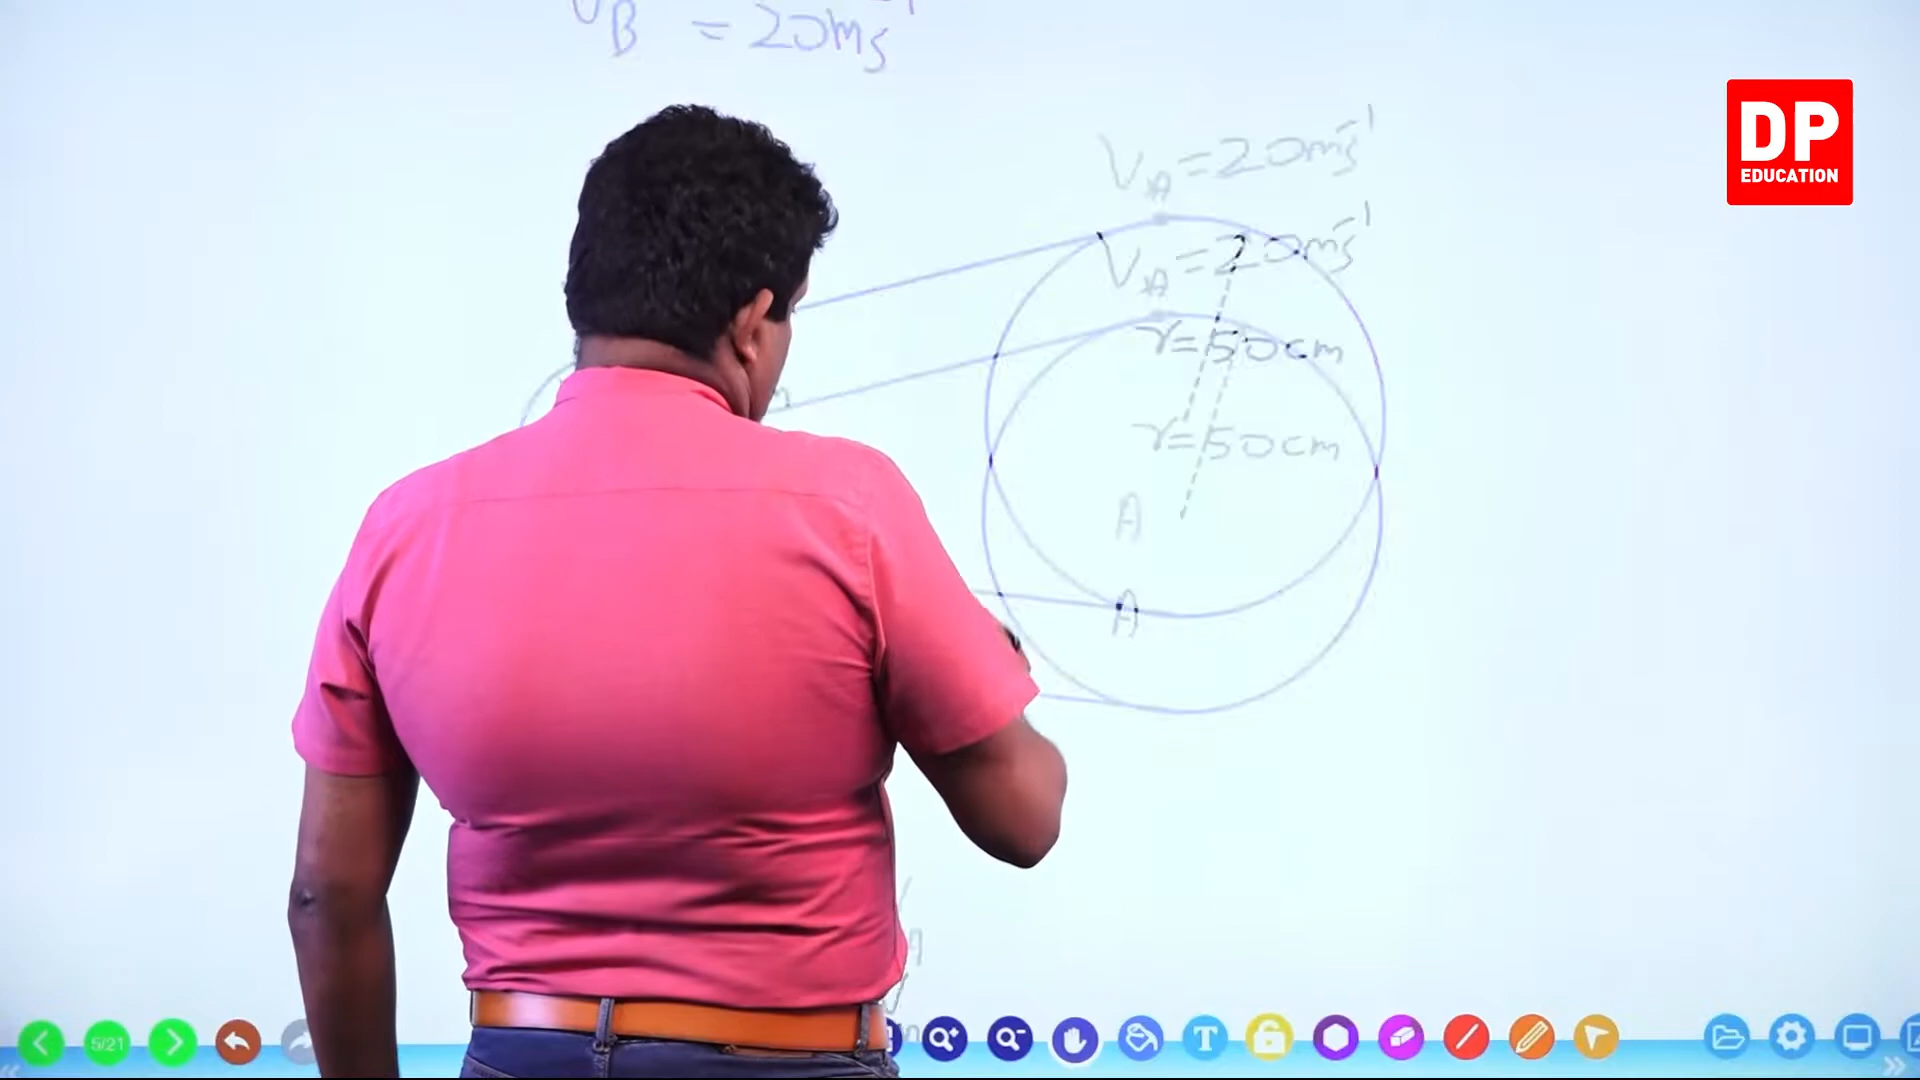 V_B = 20ms⁻¹
DP
EDUCATION
V_A = 20ms⁻¹
V_A = 20ms⁻¹
r = 50cm
r = 50cm
A
A
5/21
T